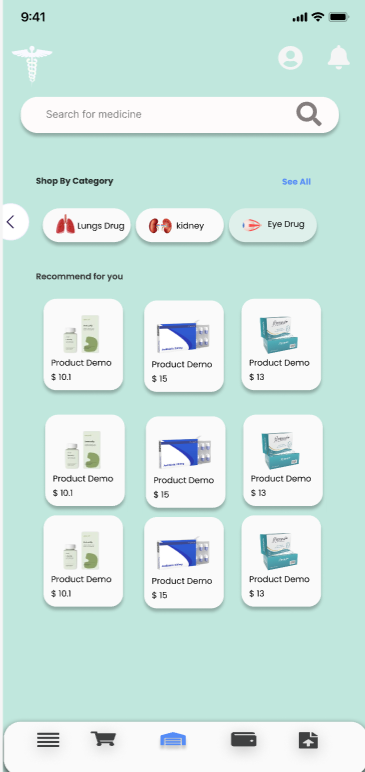 9:41
Search for medicine
Shop By Category
See All
Lungs Drug
kidney
Eye Drug
Recommend for you
Product Demo
$ 10.1
Product Demo
$ 15
Product Demo
$ 13
Product Demo
$ 10.1
Product Demo
$ 15
Product Demo
$ 13
Product Demo
$ 10.1
Product Demo
$ 15
Product Demo
$ 13